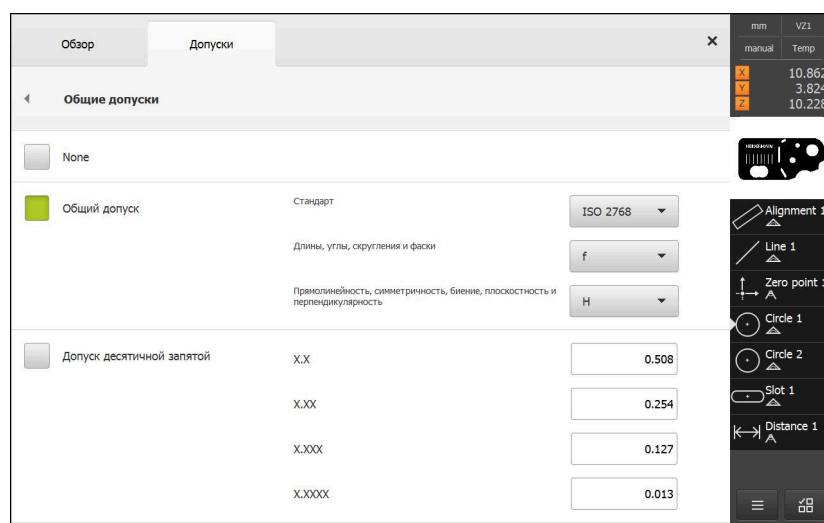 Обзор
Допуски
×
mm VZ1
manual Temp
X 10.862
Y 3.824
Z 10.228
Общие допуски
None
HEIDENHAIN
Общий допуск
Стандарт
ISO 2768
Длины, углы, скругления и фаски
f
Прямолинейность, симметричность, биение, плоскостность и
перпендикулярность
H
Допуск десятичной запятой
X.X
0.508
X.XX
0.254
X.XXX
0.127
X.XXXX
0.013
Alignment 1
Line 1
Zero point 1
Circle 1
Circle 2
Slot 1
Distance 1